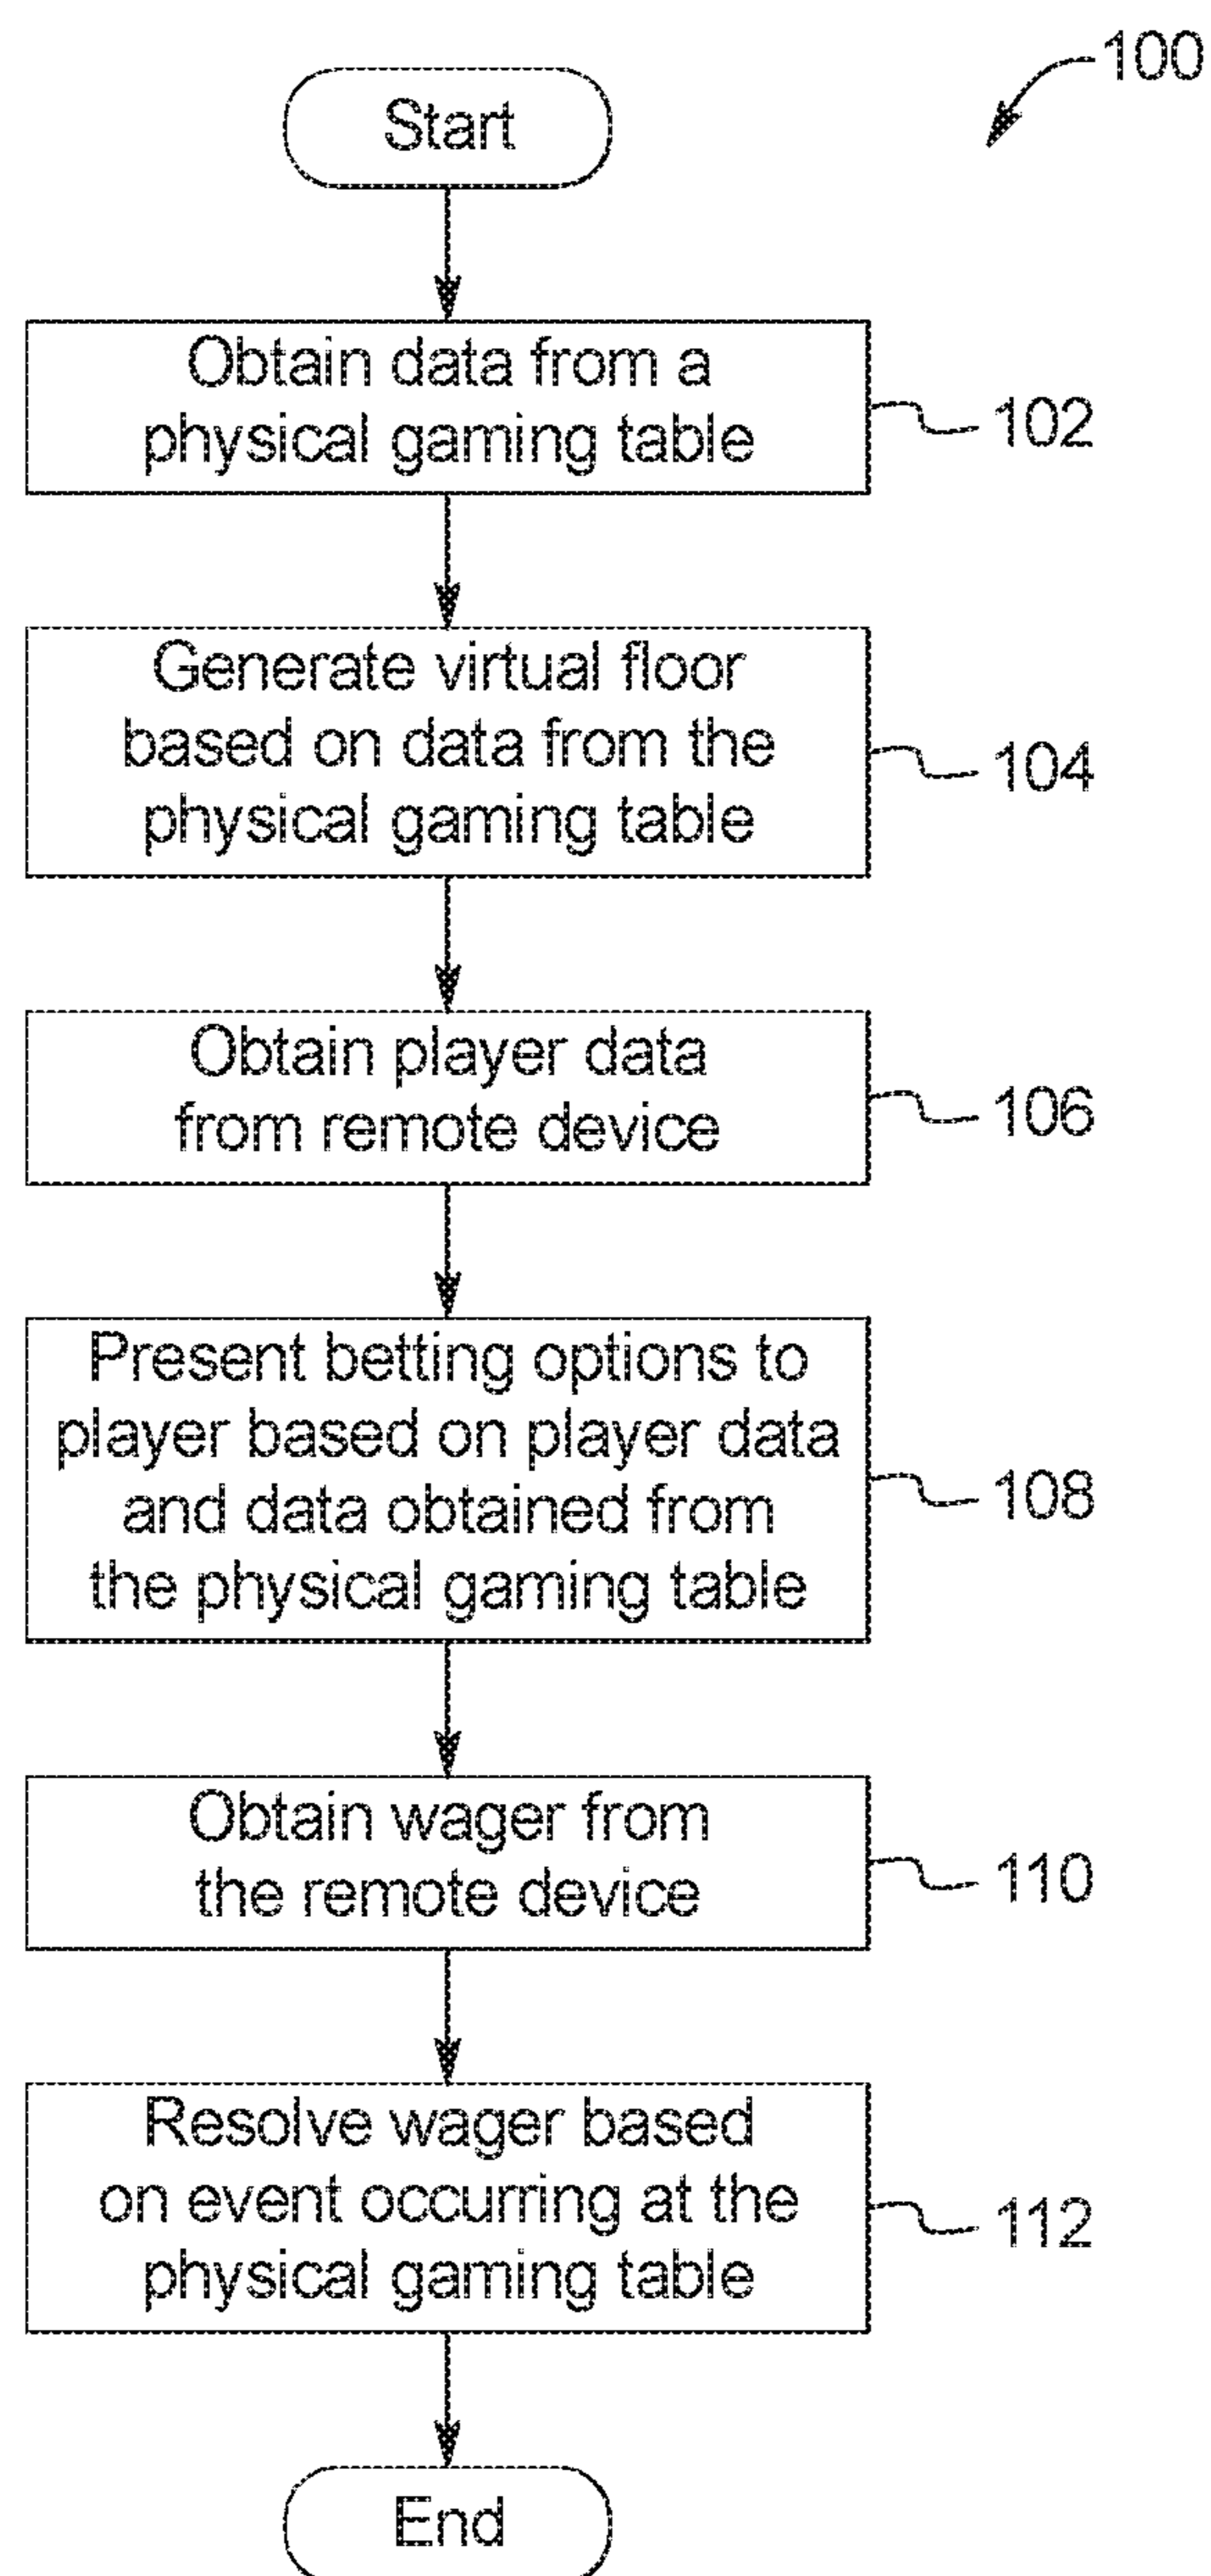 100
Start
Obtain data from a
physical gaming table
102
Generate virtual floor
based on data from the
physical gaming table
104
Obtain player data
from remote device
106
Present betting options to
player based on player data
and data obtained from
the physical gaming table
108
Obtain wager from
the remote device
110
Resolve wager based
on event occurring at the
physical gaming table
112
End